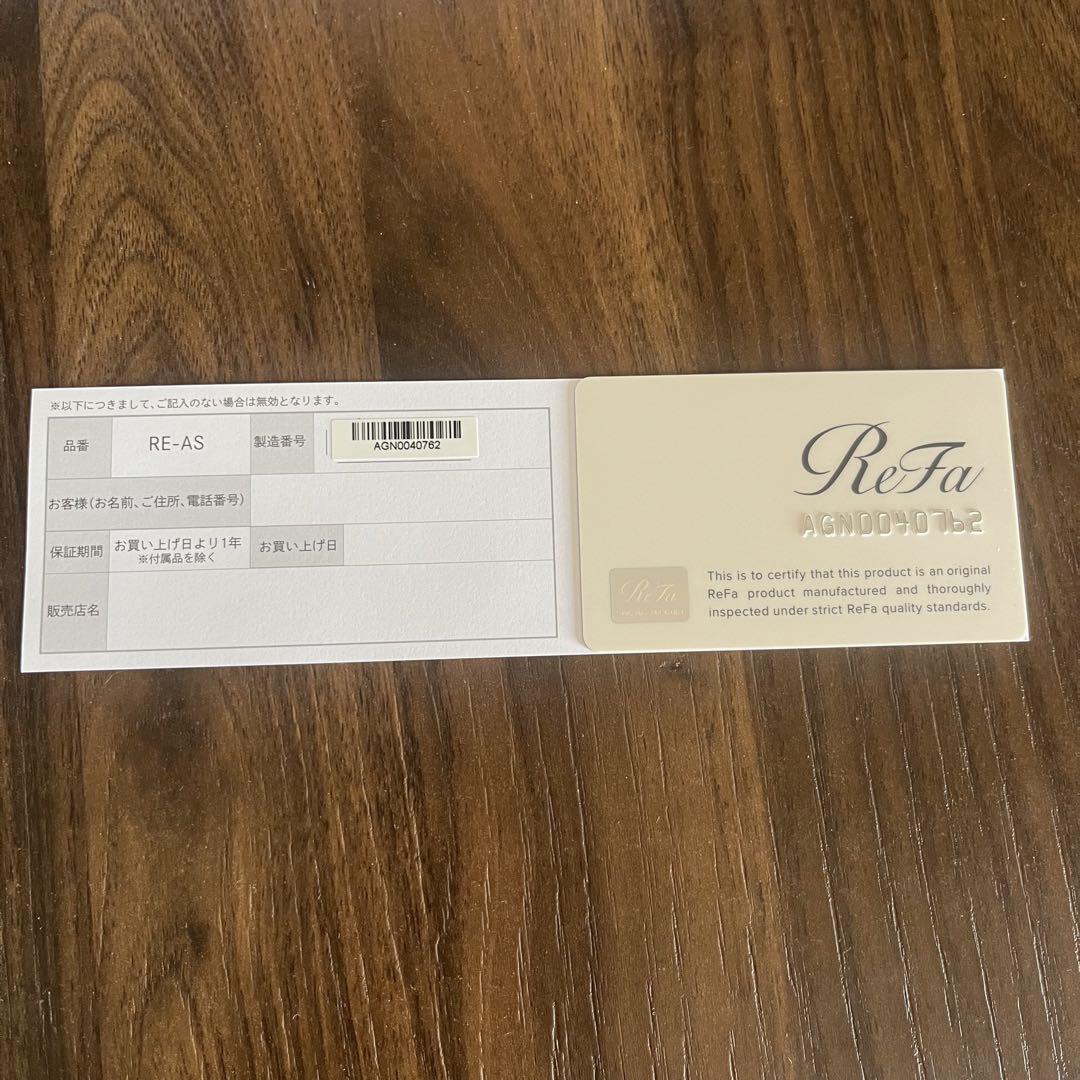 ※以下につきまして、ご記入のない場合は無効となります。
品番 RE-AS 製造番号 AGN0040762
お客様(お名前、ご住所、電話番号)
保証期間 お買い上げ日より1年 お買い上げ日
※付属品を除く
販売店名
ReFa
AGN0040762
This is to certify that this product is an original
ReFa product manufactured and thoroughly
inspected under strict ReFa quality standards.
ReFa